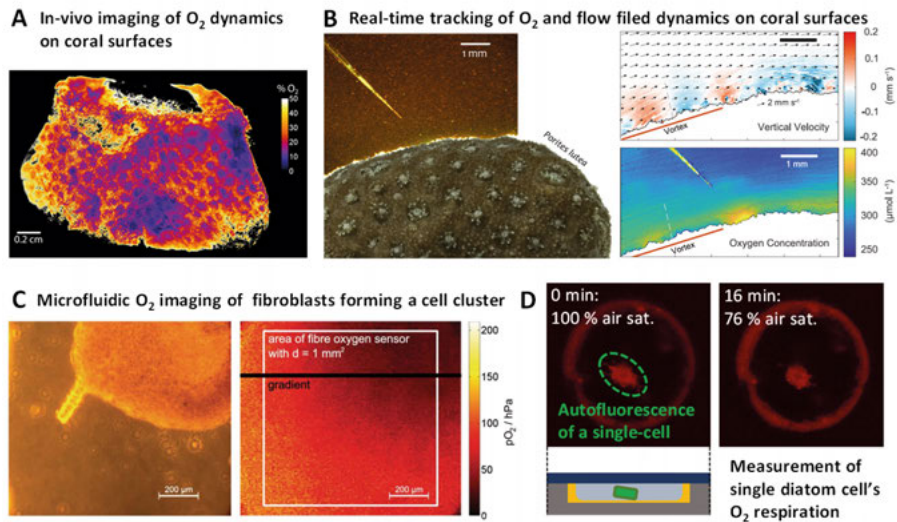 A In-vivo imaging of O2 dynamics
on coral surfaces
% O2
50
40
30
20
10
0
0.2 cm
B Real-time tracking of O2 and flow filed dynamics on coral surfaces
1 mm
Porites lutea
0.2
0.1
0
-0.1
-0.2
(mm s⁻¹)
2 mm s⁻¹
Vortex
Vertical Velocity
1 mm
400
350
300
250
(µmol L⁻¹)
Vortex
Oxygen Concentration
C Microfluidic O2 imaging of fibroblasts forming a cell cluster
200 µm
area of fibre oxygen sensor
with d = 1 mm²
gradient
200 µm
200
150
100
50
0
pO2 / hPa
D 0 min:
100 % air sat.
Autofluorescence
of a single-cell
16 min:
76 % air sat.
Measurement of
single diatom cell's
O2 respiration